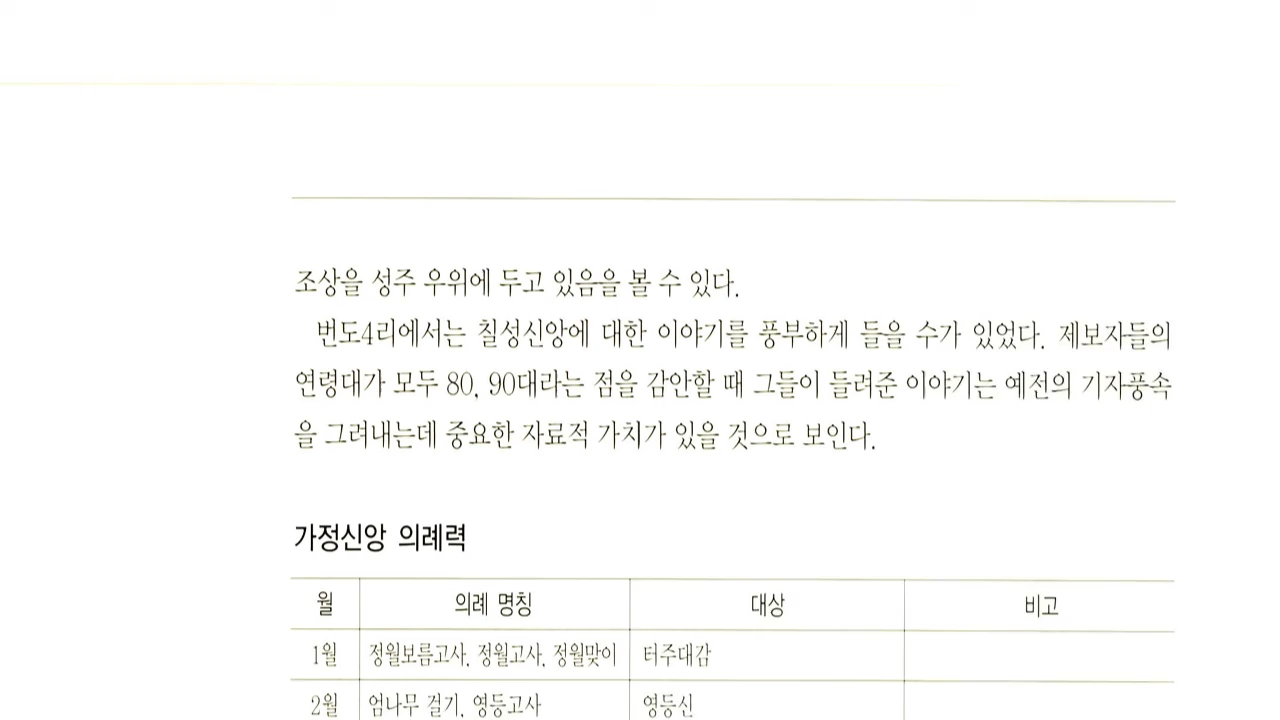 조상을 성주 우위에 두고 있음을 볼 수 있다.
번도4리에서는 칠성신앙에 대한 이야기를 풍부하게 들을 수가 있었다. 제보자들의
연령대가 모두 80, 90대라는 점을 감안할 때 그들이 들려준 이야기는 예전의 기자풍속
을 그려내는데 중요한 자료적 가치가 있을 것으로 보인다.
가정신앙 의례력
월 의례 명칭 대상 비고
1월 정월보름고사, 정월고사, 정월맞이 터주대감
2월 엄나무 걸기, 영등고사 영등신